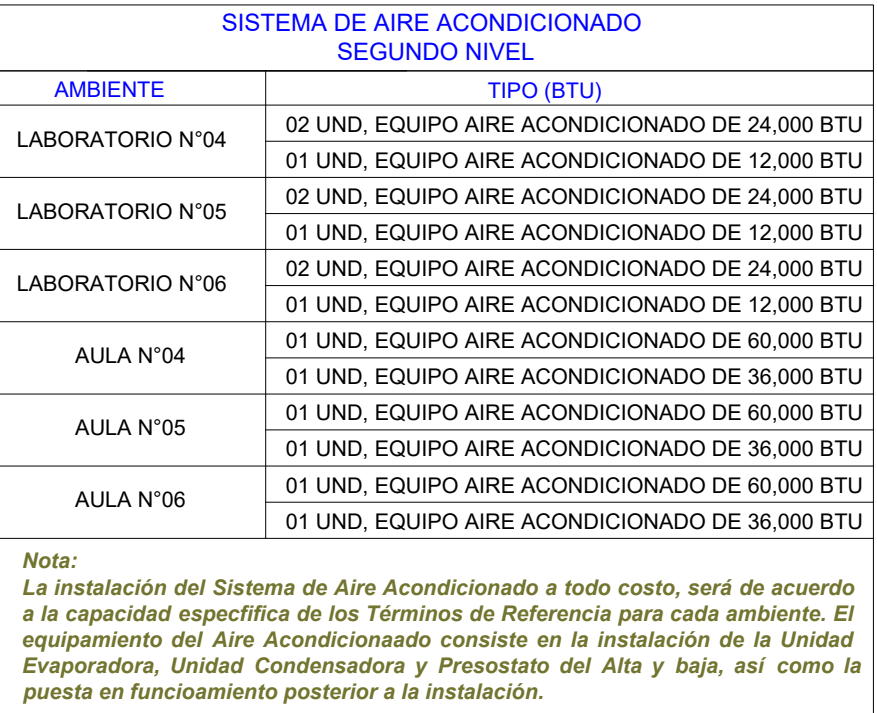 SISTEMA DE AIRE ACONDICIONADO
SEGUNDO NIVEL
AMBIENTE TIPO (BTU)
LABORATORIO N°04
02 UND, EQUIPO AIRE ACONDICIONADO DE 24,000 BTU
01 UND, EQUIPO AIRE ACONDICIONADO DE 12,000 BTU
LABORATORIO N°05
02 UND, EQUIPO AIRE ACONDICIONADO DE 24,000 BTU
01 UND, EQUIPO AIRE ACONDICIONADO DE 12,000 BTU
LABORATORIO N°06
02 UND, EQUIPO AIRE ACONDICIONADO DE 24,000 BTU
01 UND, EQUIPO AIRE ACONDICIONADO DE 12,000 BTU
AULA N°04
01 UND, EQUIPO AIRE ACONDICIONADO DE 60,000 BTU
01 UND, EQUIPO AIRE ACONDICIONADO DE 36,000 BTU
AULA N°05
01 UND, EQUIPO AIRE ACONDICIONADO DE 60,000 BTU
01 UND, EQUIPO AIRE ACONDICIONADO DE 36,000 BTU
AULA N°06
01 UND, EQUIPO AIRE ACONDICIONADO DE 60,000 BTU
01 UND, EQUIPO AIRE ACONDICIONADO DE 36,000 BTU
Nota:
La instalación del Sistema de Aire Acondicionado a todo costo, será de acuerdo
a la capacidad especfifica de los Términos de Referencia para cada ambiente. El
equipamiento del Aire Acondicionaado consiste en la instalación de la Unidad
Evaporadora, Unidad Condensadora y Presostato del Alta y baja, así como la
puesta en funcioamiento posterior a la instalación.